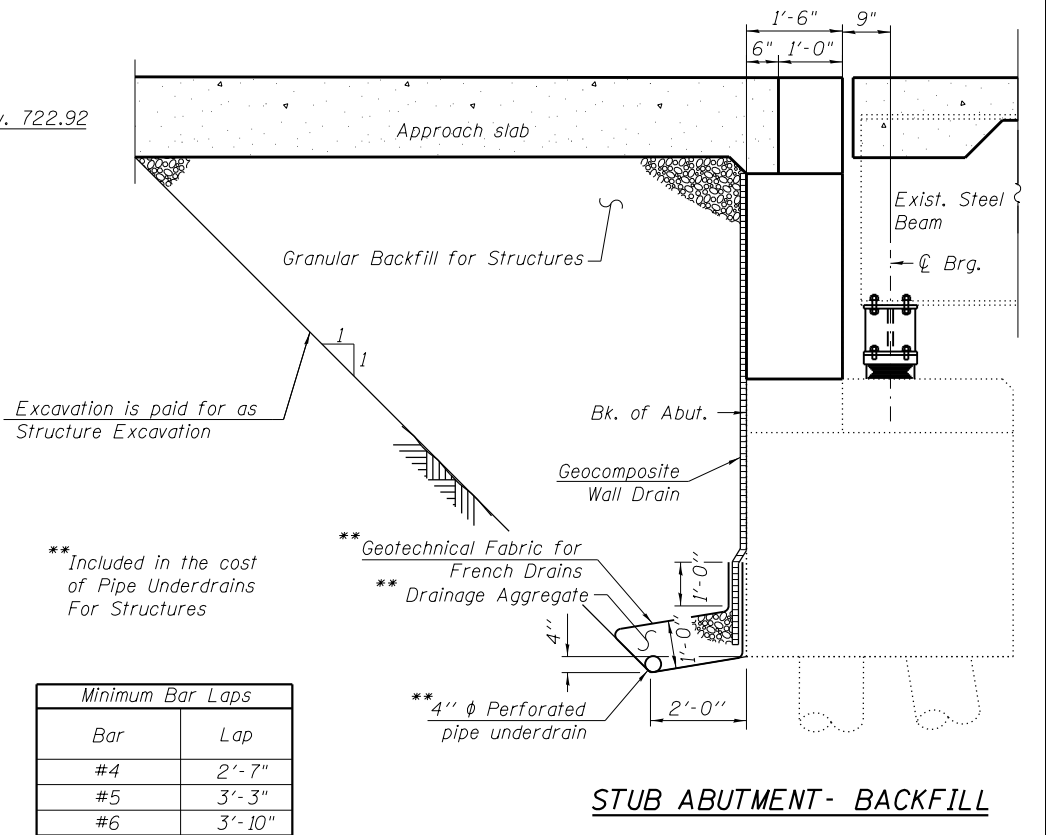 1'-6"
9"
6"
1'-0"
722.92
Approach slab
Exist. Steel
Beam
℄ Brg.
Granular Backfill for Structures
1
1
Excavation is paid for as
Structure Excavation
Bk. of Abut.
Geocomposite
Wall Drain
**Included in the cost
of Pipe Underdrains
For Structures
**Geotechnical Fabric for
French Drains
**Drainage Aggregate
1'-0"
4"
1'-0"
**4" ϕ Perforated
pipe underdrain
2'-0"
Minimum Bar Laps
Bar Lap
#4 2'-7"
#5 3'-3"
#6 3'-10"
STUB ABUTMENT- BACKFILL